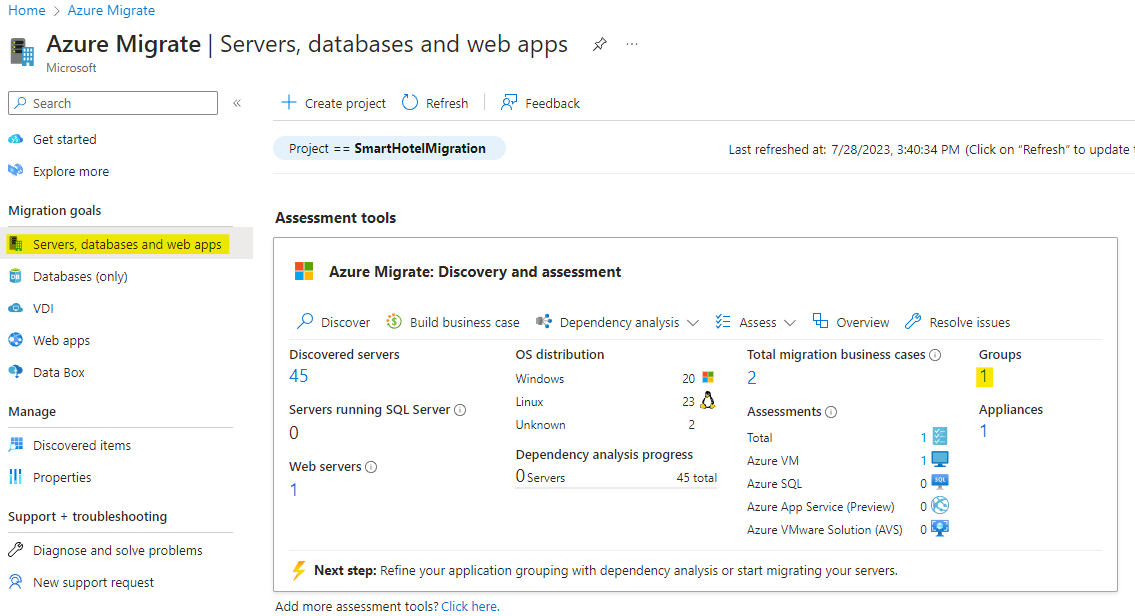 Home > Azure Migrate
Azure Migrate | Servers, databases and web apps ...
Microsoft
Search «
Get started
Explore more
Migration goals
Servers, databases and web apps
Databases (only)
VDI
Web apps
Data Box
Manage
Discovered items
Properties
Support + troubleshooting
Diagnose and solve problems
New support request
Create project Refresh Feedback
Project == SmartHotelMigration
Last refreshed at: 7/28/2023, 3:40:34 PM (Click on "Refresh" to update
Assessment tools
Azure Migrate: Discovery and assessment
Discover Build business case Dependency analysis Assess Overview Resolve issues
Discovered servers
45
Servers running SQL Server
0
Web servers
1
OS distribution
Windows 20
Linux 23
Unknown 2
Dependency analysis progress
0 Servers 45 total
Total migration business cases
2
Assessments
Total 1
Azure VM 1
Azure SQL 0
Azure App Service (Preview) 0
Azure VMware Solution (AVS) 0
Groups
1
Appliances
1
Next step: Refine your application grouping with dependency analysis or start migrating your servers.
Add more assessment tools? Click here.